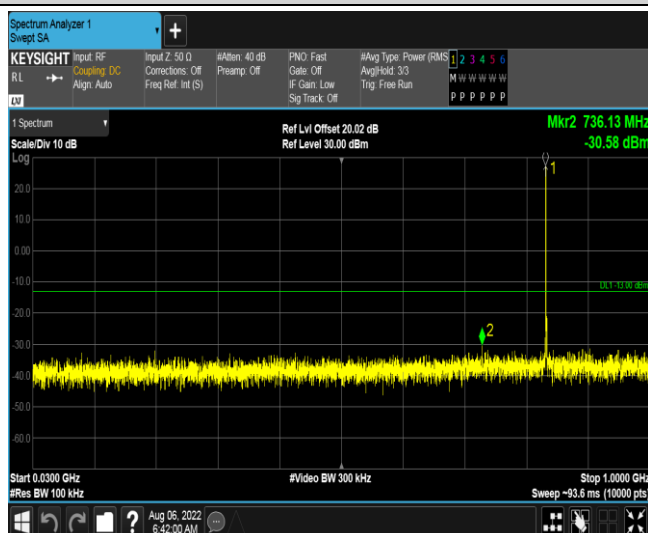 Spectrum Analyzer 1
Swept SA
+
KEYSIGHT Input: RF Input Z: 50 Ω #Atten: 40 dB PNO: Fast #Avg Type: Power (RMS 1 2 3 4 5 6
RL Coupling: DC Corrections: Off Preamp: Off Gate: Off Avg|Hold: 3/3 M W W W W W
Align: Auto Freq Ref: Int (S) IF Gain: Low Trig: Free Run
LXI Sig Track: Off P P P P P P
1 Spectrum Ref Lvl Offset 20.02 dB Mkr2 736.13 MHz
Scale/Div 10 dB Ref Level 30.00 dBm -30.58 dBm
Log
1
20.0
10.0
0.00
-10.0
DL1 -13.00 dBm
-20.0
2
-30.0
-40.0
-50.0
-60.0
Start 0.0300 GHz #Video BW 300 kHz Stop 1.0000 GHz
#Res BW 100 kHz Sweep ~93.6 ms (10000 pts)
? Aug 06, 2022
6:42:00 AM